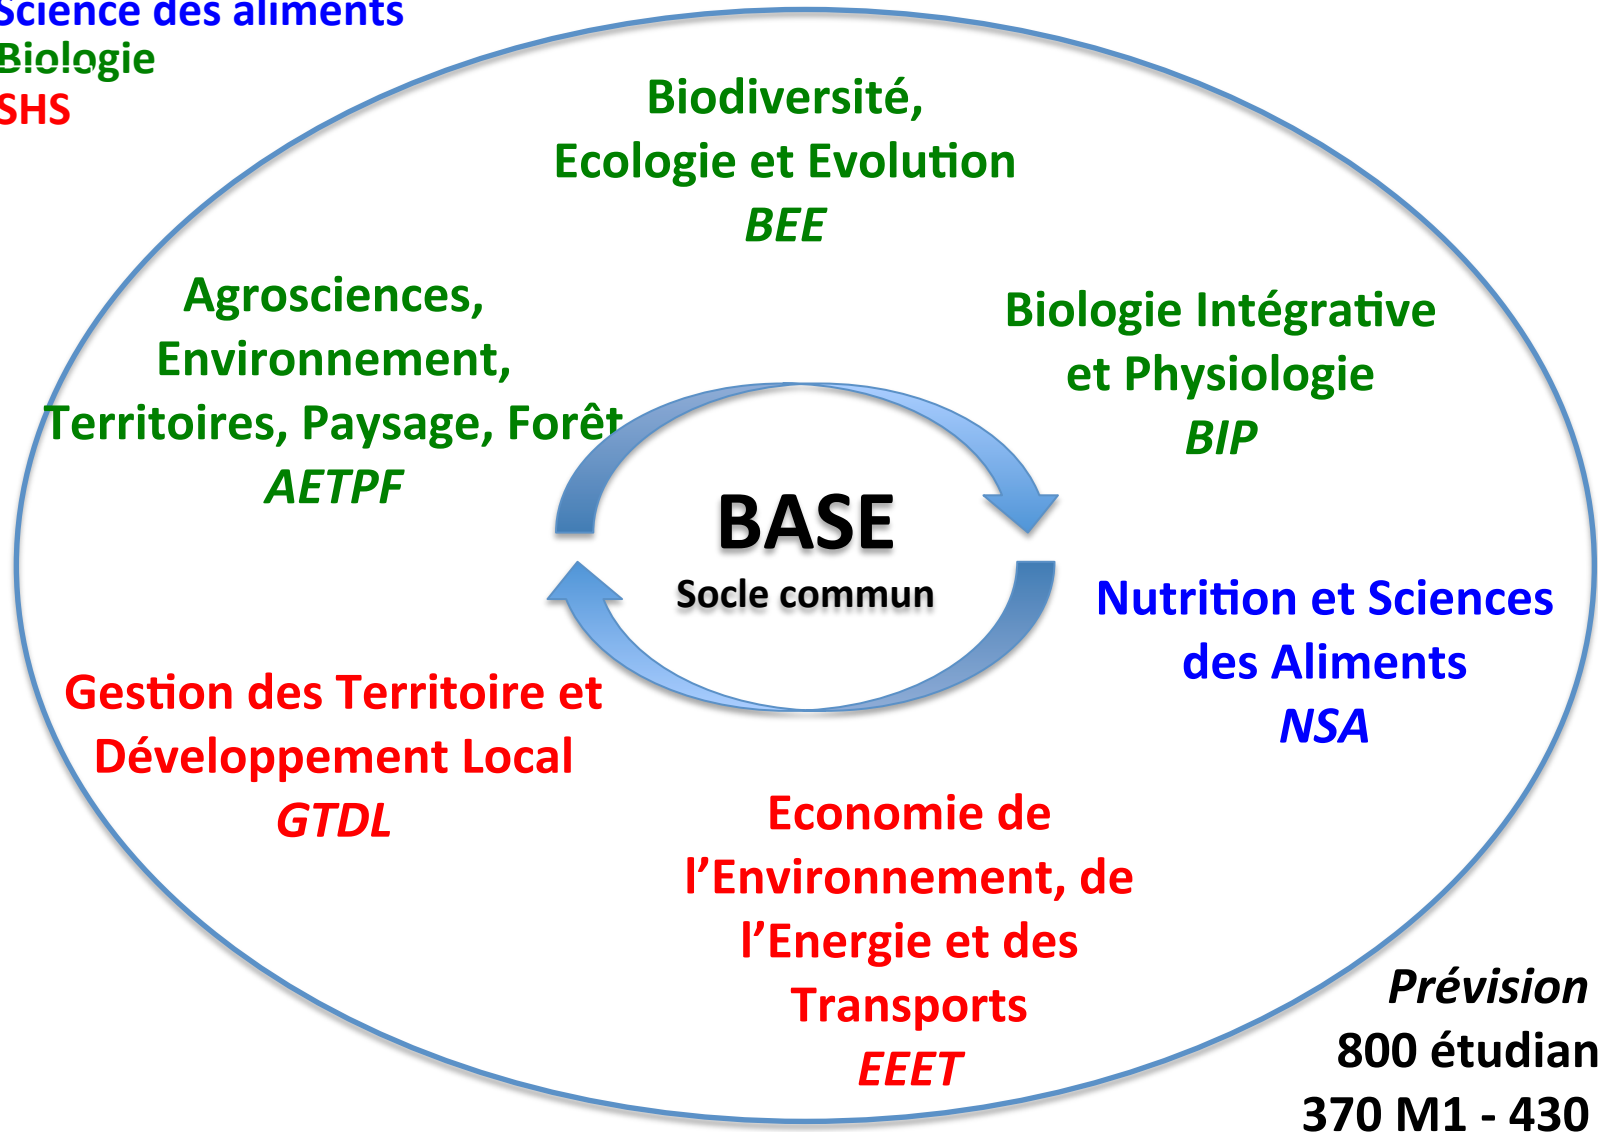 Science des aliments
Biologie
SHS
Biodiversité,
Ecologie et Evolution
BEE
Agrosciences,
Environnement,
Territoires, Paysage, Forêt
AETPF
Biologie Intégrative
et Physiologie
BIP
BASE
Socle commun
Nutrition et Sciences
des Aliments
NSA
Gestion des Territoire et
Développement Local
GTDL
Economie de
l’Environnement, de
l’Energie et des
Transports
EEET
Prévision
800 étudian
370 M1 - 430